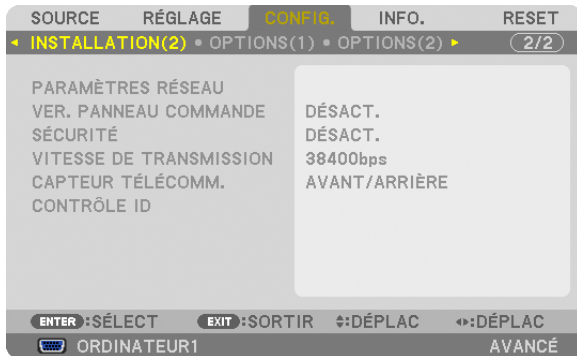 SOURCE RÉGLAGE CONFIG. INFO. RESET
INSTALLATION(2) • OPTIONS(1) • OPTIONS(2) 2/2
PARAMÈTRES RÉSEAU
VER. PANNEAU COMMANDE DÉSACT.
SÉCURITÉ DÉSACT.
VITESSE DE TRANSMISSION 38400bps
CAPTEUR TÉLÉCOMM. AVANT/ARRIÈRE
CONTRÔLE ID
ENTER :SÉLECT EXIT :SORTIR :DÉPLAC :DÉPLAC
ORDINATEUR1 AVANCÉ